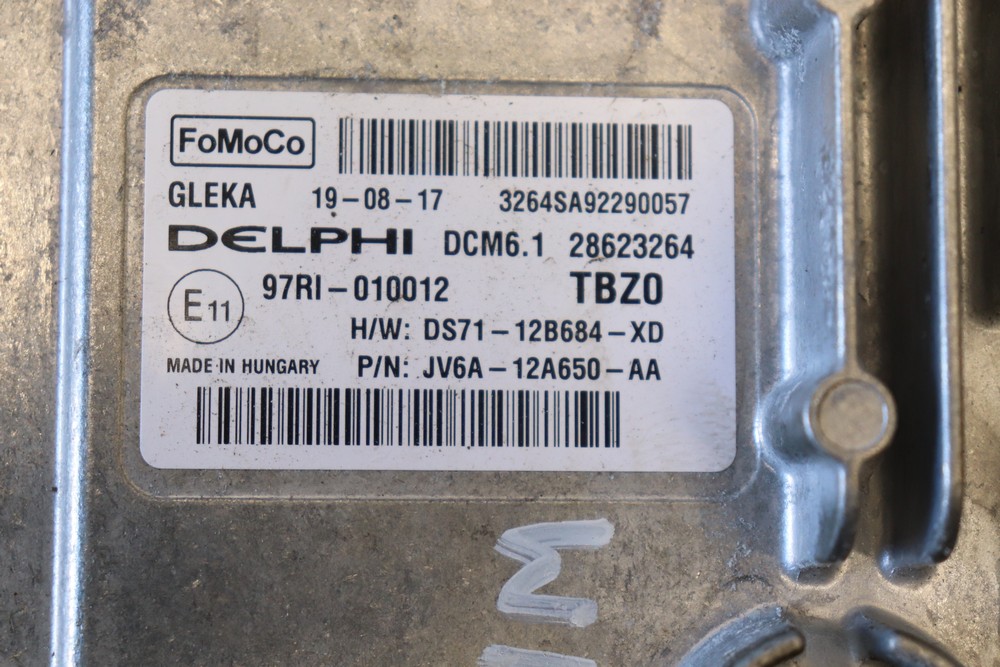 FoMoCo
GLEKA 19-08-17 3264SA92290057
DELPHI DCM6.1 28623264
E11 97RI-010012 TBZ0
H/W: DS71-12B684-XD
MADE IN HUNGARY P/N: JV6A-12A650-AA